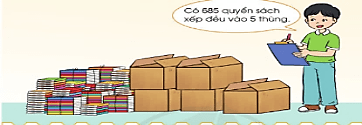 Có 685 quyển sách
xếp đều vào 5 thùng.